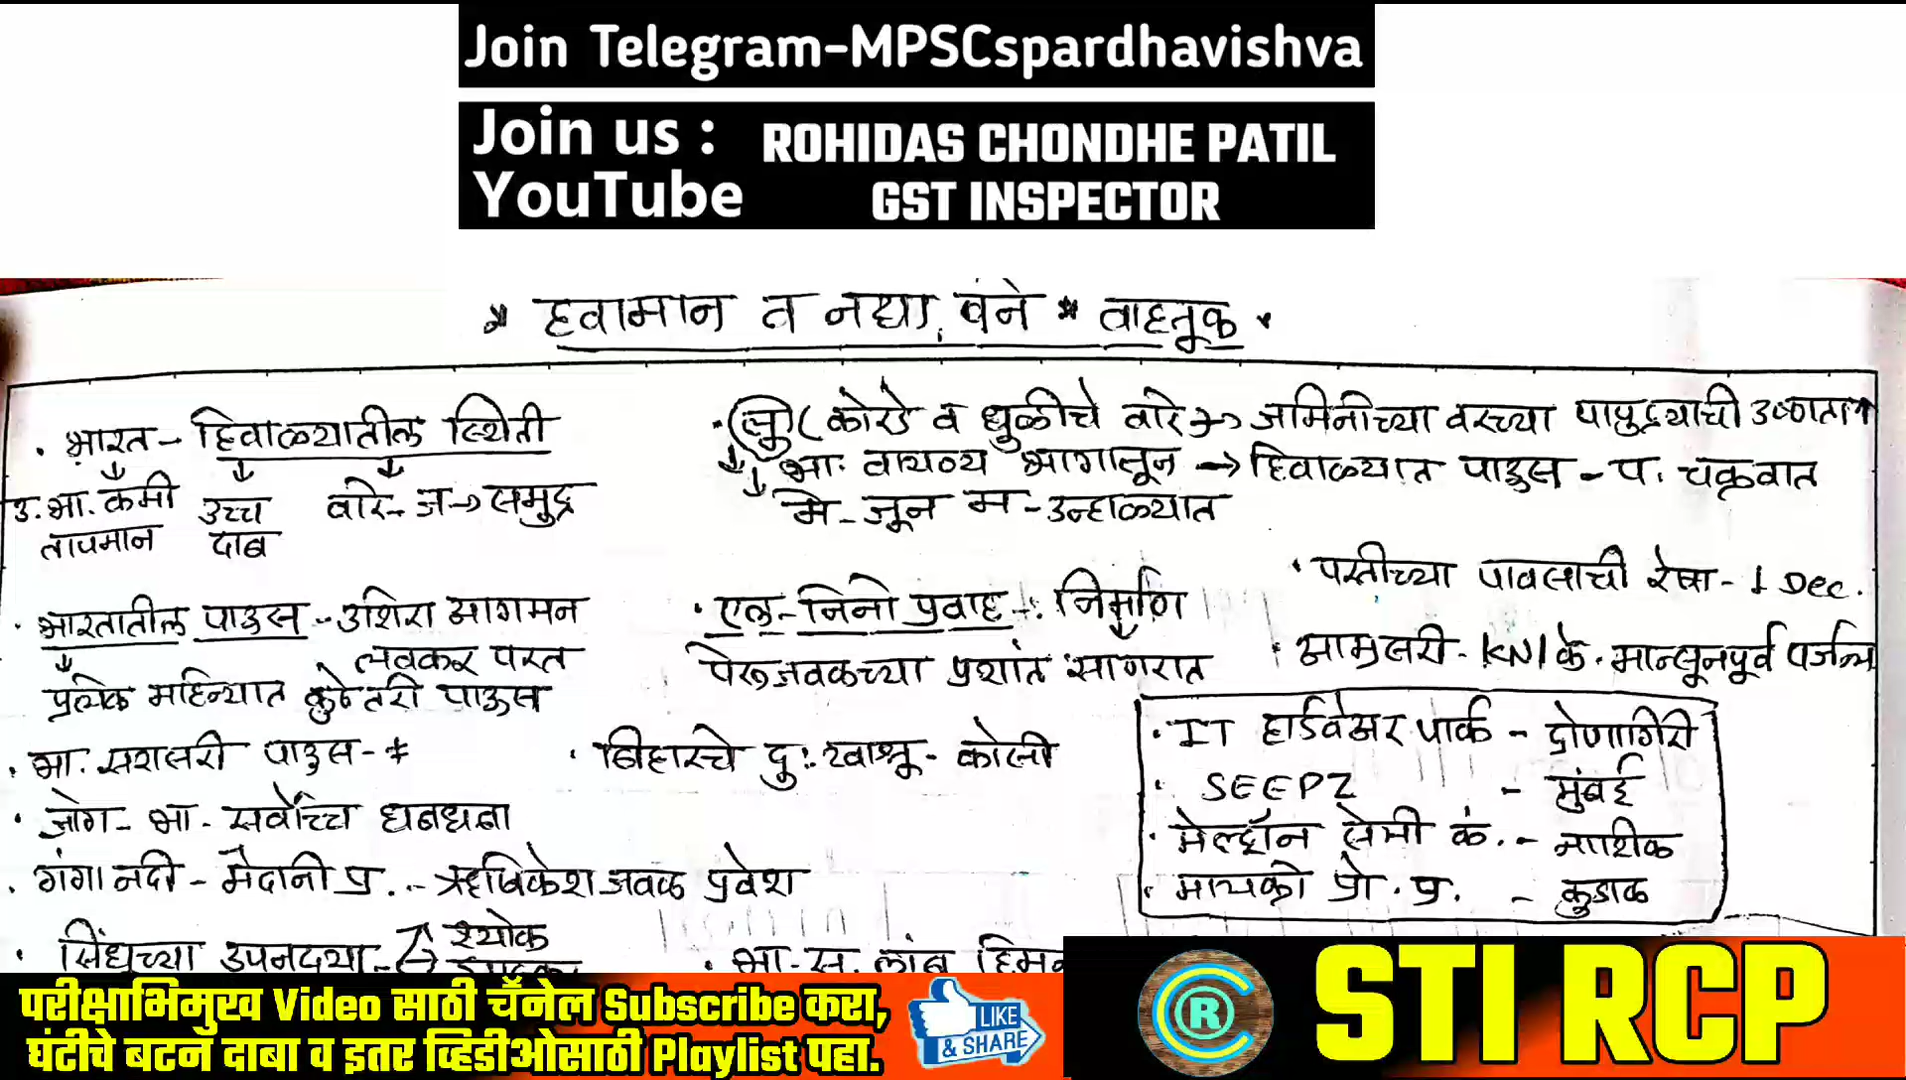 Join Telegram-MPSCspardhavishva
Join us : YouTube
ROHIDAS CHONDHE PATIL
GST INSPECTOR
* हवामान व नद्या, वने * वाहतूक *
• भारत - हिवाळ्यातील स्थिती
उ. भा. कमी तापमान
उच्च दाब
वारे - ज → समुद्र
• लू (कोरडे व धुळीचे वारे) → जमिनीच्या वरच्या पापुद्र्याची उष्णता↑
भा. वायव्य भागातून → हिवाळ्यात पाऊस - प. चक्रवात
मे - जून म - उन्हाळ्यात
• भारतातील पाऊस - उशिरा आगमन
लवकर परत
प्रत्येक महिन्यात कुठेतरी पाऊस
• एल-निनो प्रवाह - निर्माण
पेरूजवळच्या प्रशांत सागरात
• परतीच्या पावसाची रेषा - 1 Dec.
• आम्रसरी - KN/के. मान्सूनपूर्व पर्जन्य
• भा. सरासरी पाऊस -
• बिहारचे दु:खाश्रू - कोसी
• जोग - भा. सर्वोच्च धबधबा
• गंगा नदी - मैदानी प्र. - ऋषिकेश जवळ प्रवेश
• IT हार्डवेअर पार्क - द्रोणागिरी
• SEEPZ - मुंबई
• मेल्ट्रॉन सेमी कं. - नाशिक
• मायको प्रो. प्र. - कुडाळ
• सिंधूच्या उपनद्या - श्योक
• भा. स. लांब
परीक्षाभिमुख Video साठी चॅनेल Subscribe करा,
घंटीचे बटन दाबा व इतर व्हिडीओसाठी Playlist पहा.
LIKE
& SHARE
CR
STI RCP